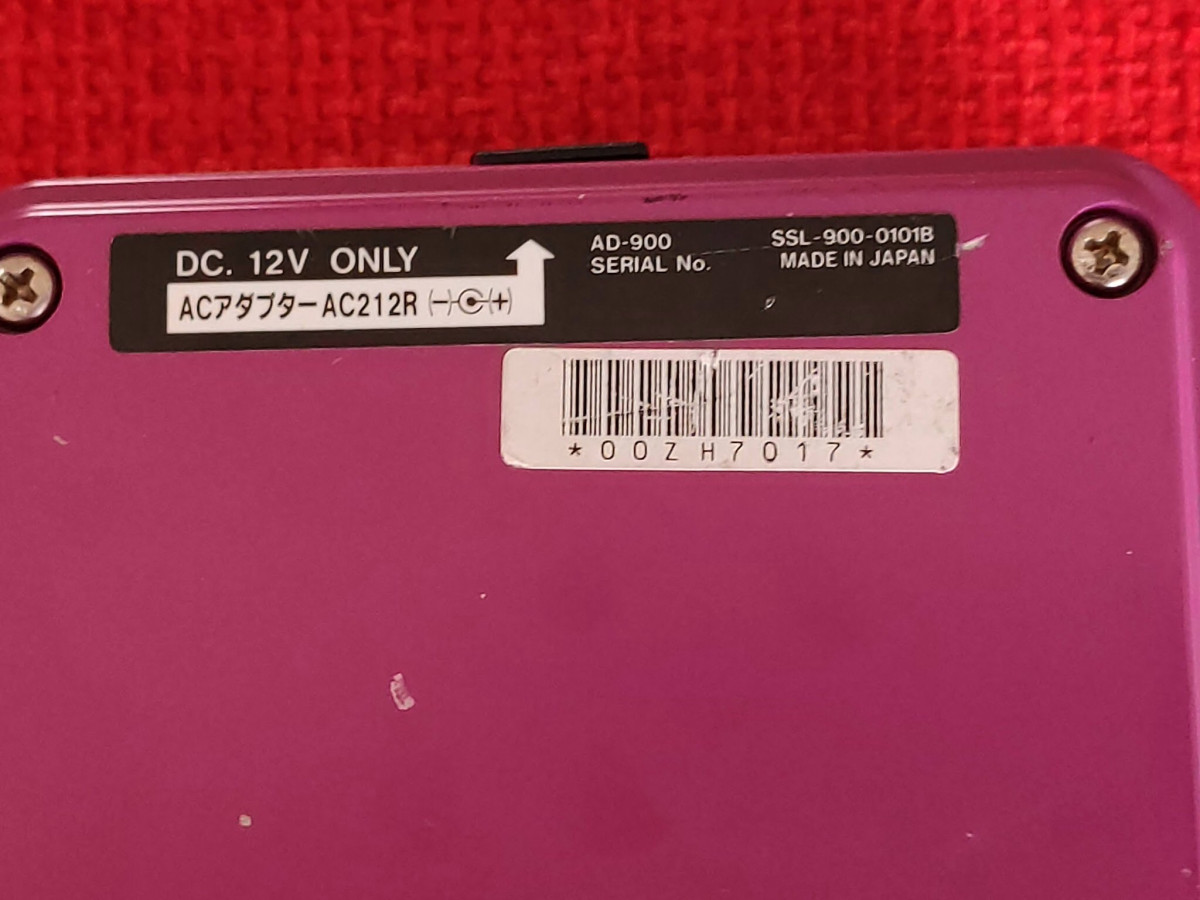 DC. 12V ONLY
ACアダプターAC212R (−) (+)
AD-900
SERIAL No.
SSL-900-0101B
MADE IN JAPAN
*00ZH7017*